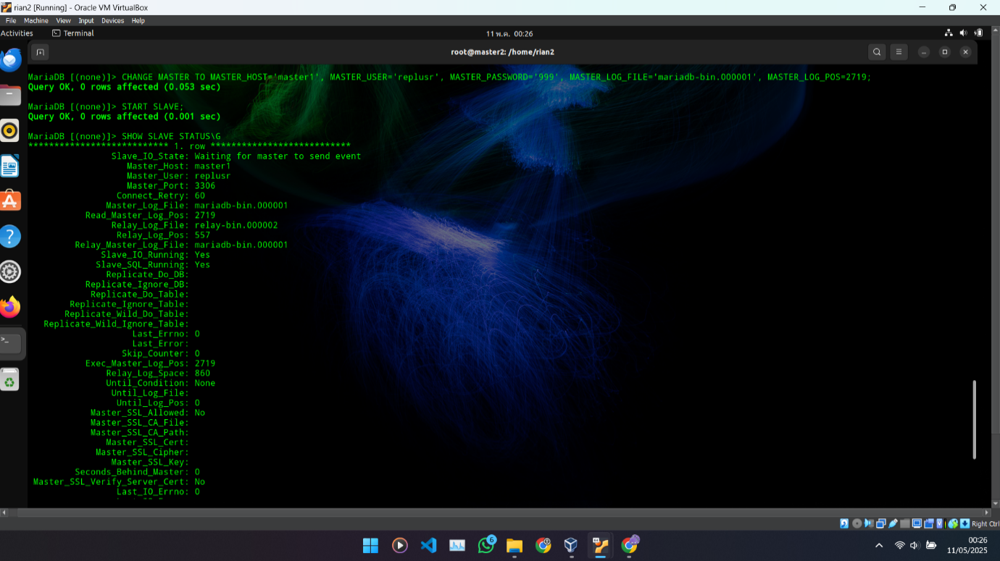 rian2 [Running] - Oracle VM VirtualBox
File Machine View Input Devices Help
Activities Terminal 11 พ.ค. 00:26
root@master2: /home/rian2
MariaDB [(none)]> CHANGE MASTER TO MASTER_HOST='master1', MASTER_USER='replusr', MASTER_PASSWORD='999', MASTER_LOG_FILE='mariadb-bin.000001', MASTER_LOG_POS=2719;
Query OK, 0 rows affected (0.053 sec)
MariaDB [(none)]> START SLAVE;
Query OK, 0 rows affected (0.001 sec)
MariaDB [(none)]> SHOW SLAVE STATUS\G
*************************** 1. row ***************************
Slave_IO_State: Waiting for master to send event
Master_Host: master1
Master_User: replusr
Master_Port: 3306
Connect_Retry: 60
Master_Log_File: mariadb-bin.000001
Read_Master_Log_Pos: 2719
Relay_Log_File: relay-bin.000002
Relay_Log_Pos: 557
Relay_Master_Log_File: mariadb-bin.000001
Slave_IO_Running: Yes
Slave_SQL_Running: Yes
Replicate_Do_DB:
Replicate_Ignore_DB:
Replicate_Do_Table:
Replicate_Ignore_Table:
Replicate_Wild_Do_Table:
Replicate_Wild_Ignore_Table:
Last_Errno: 0
Last_Error:
Skip_Counter: 0
Exec_Master_Log_Pos: 2719
Relay_Log_Space: 860
Until_Condition: None
Until_Log_File:
Until_Log_Pos: 0
Master_SSL_Allowed: No
Master_SSL_CA_File:
Master_SSL_CA_Path:
Master_SSL_Cert:
Master_SSL_Cipher:
Master_SSL_Key:
Seconds_Behind_Master: 0
Master_SSL_Verify_Server_Cert: No
Last_IO_Errno: 0
Right Ctrl
6
00:26
11/05/2025